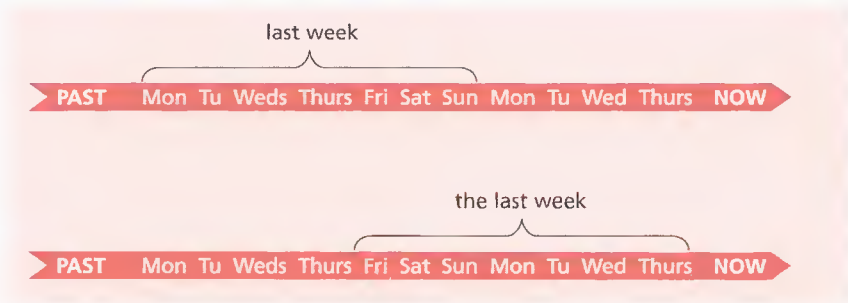 last week
PAST Mon Tu Weds Thurs Fri Sat Sun Mon Tu Wed Thurs NOW
the last week
PAST Mon Tu Weds Thurs Fri Sat Sun Mon Tu Wed Thurs NOW